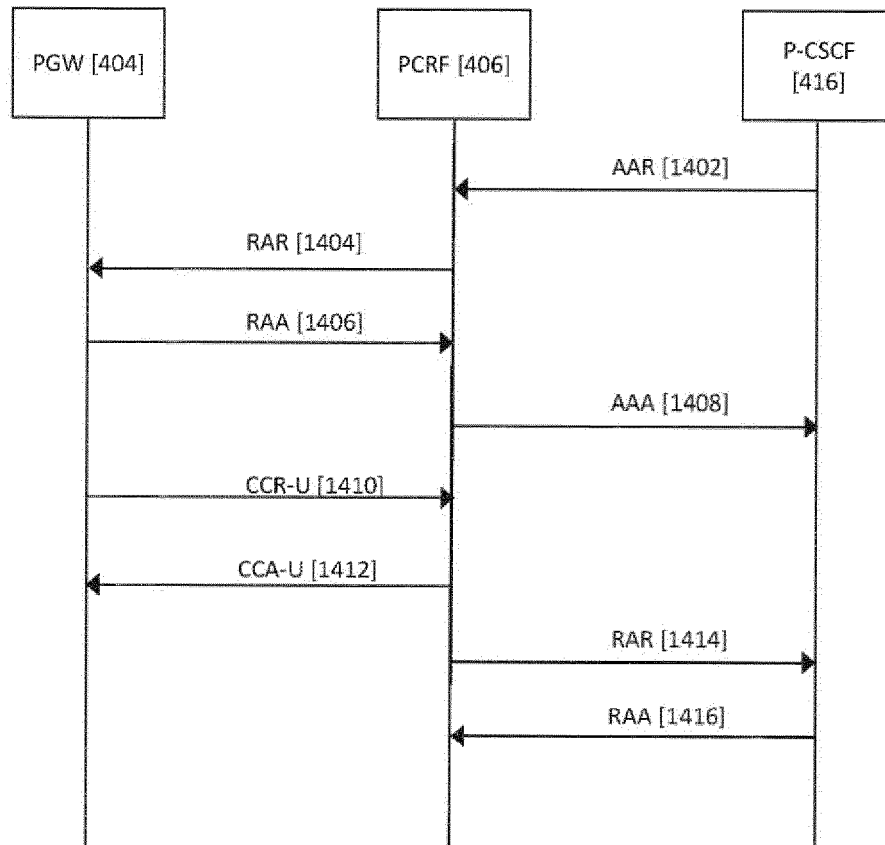 PGW [404]
PCRF [406]
P-CSCF
[416]
AAR [1402]
RAR [1404]
RAA [1406]
AAA [1408]
CCR-U [1410]
CCA-U [1412]
RAR [1414]
RAA [1416]